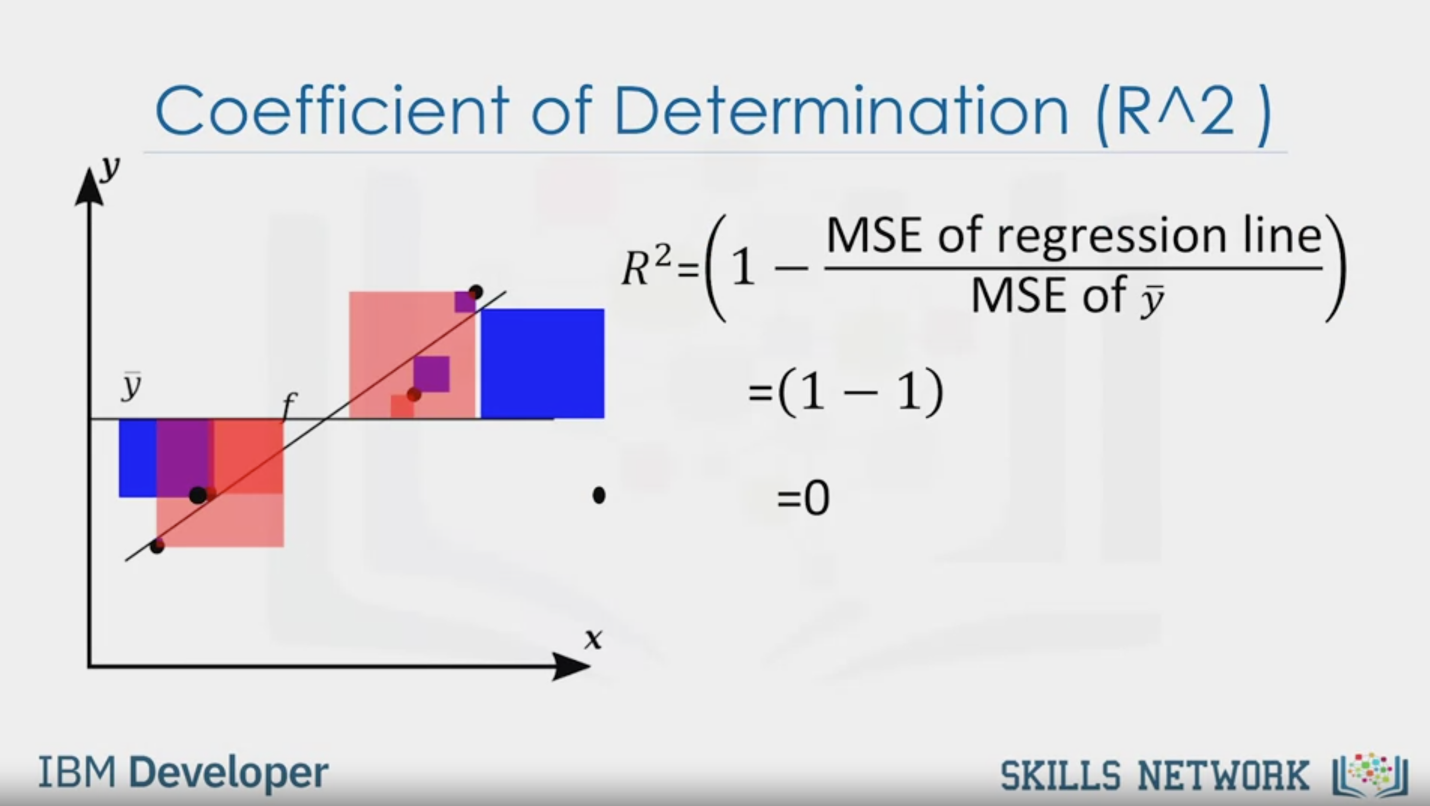 Coefficient of Determination (R^2 )
y
R²=(1 − MSE of regression line / MSE of ȳ)
=(1 − 1)
=0
ȳ
f
x
IBM Developer
SKILLS NETWORK